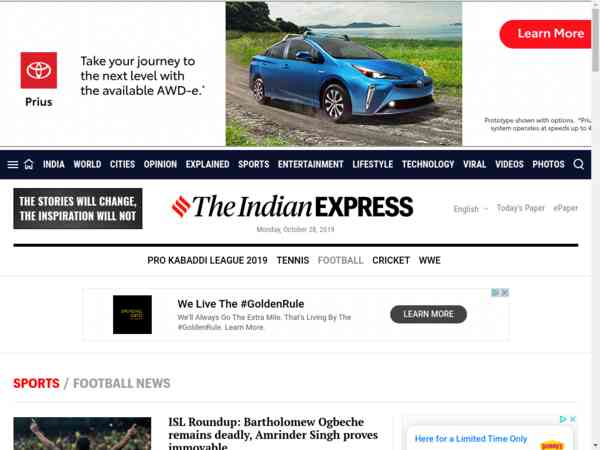 Take your journey to
the next level with
the available AWD-e.*
Prius
Learn More
Prototype shown with options. *Priu
system operates at speeds up to 4
INDIA WORLD CITIES OPINION EXPLAINED SPORTS ENTERTAINMENT LIFESTYLE TECHNOLOGY VIRAL VIDEOS PHOTOS
THE STORIES WILL CHANGE,
THE INSPIRATION WILL NOT
The Indian EXPRESS
Monday, October 28, 2019
English Today's Paper ePaper
PRO KABADDI LEAGUE 2019 TENNIS FOOTBALL CRICKET WWE
We Live The #GoldenRule
We'll Always Go The Extra Mile. That's Living By The
#GoldenRule. Learn More.
LEARN MORE
SPORTS / FOOTBALL NEWS
ISL Roundup: Bartholomew Ogbeche
remains deadly, Amrinder Singh proves
immovable
Here for a Limited Time Only